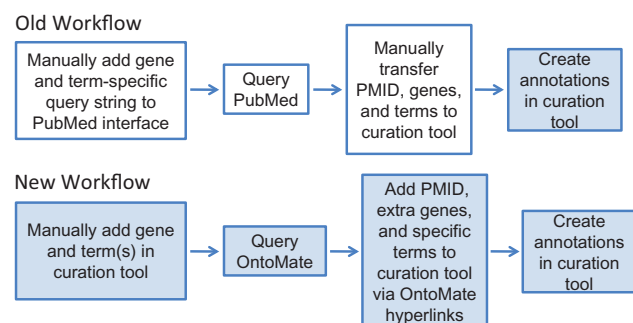 Old Workflow
Manually add gene
and term-specific
query string to
PubMed interface
Query
PubMed
Manually
transfer
PMID, genes,
and terms to
curation tool
Create
annotations
in curation
tool
New Workflow
Manually add gene
and term(s) in
curation tool
Query
OntoMate
Add PMID,
extra genes,
and specific
terms to
curation tool
via OntoMate
hyperlinks
Create
annotations
in curation
tool